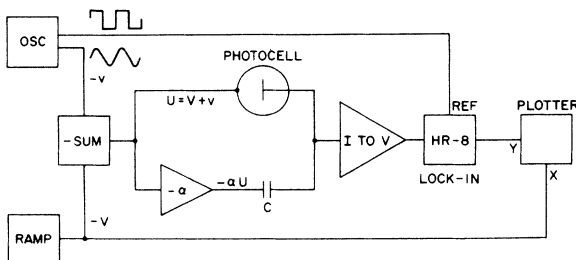 OSC
-v
PHOTOCELL
U = V + v
-SUM
-α
-αU
C
I TO V
REF
HR-8
LOCK-IN
PLOTTER
Y
X
-V
RAMP